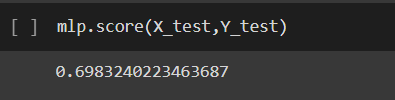 [ ] mlp.score(X_test,Y_test)
0.6983240223463687